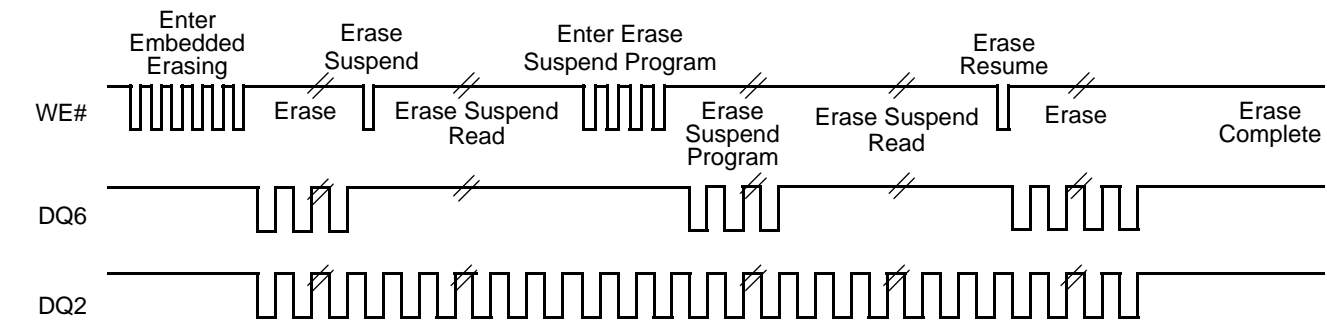 Enter
Embedded
Erasing
Erase
Suspend
Enter Erase
Suspend Program
Erase
Resume
WE#
Erase
Erase Suspend
Read
Erase
Suspend
Program
Erase Suspend
Read
Erase
Erase
Complete
DQ6
DQ2